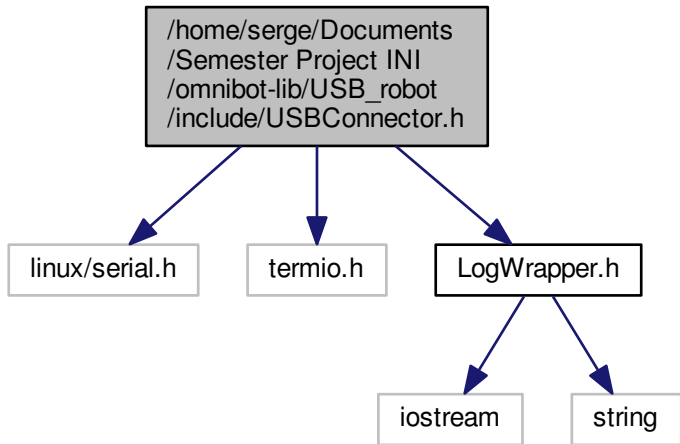 /home/serge/Documents
/Semester Project INI
/omnibot-lib/USB_robot
/include/USBConnector.h
linux/serial.h
termio.h
LogWrapper.h
iostream
string